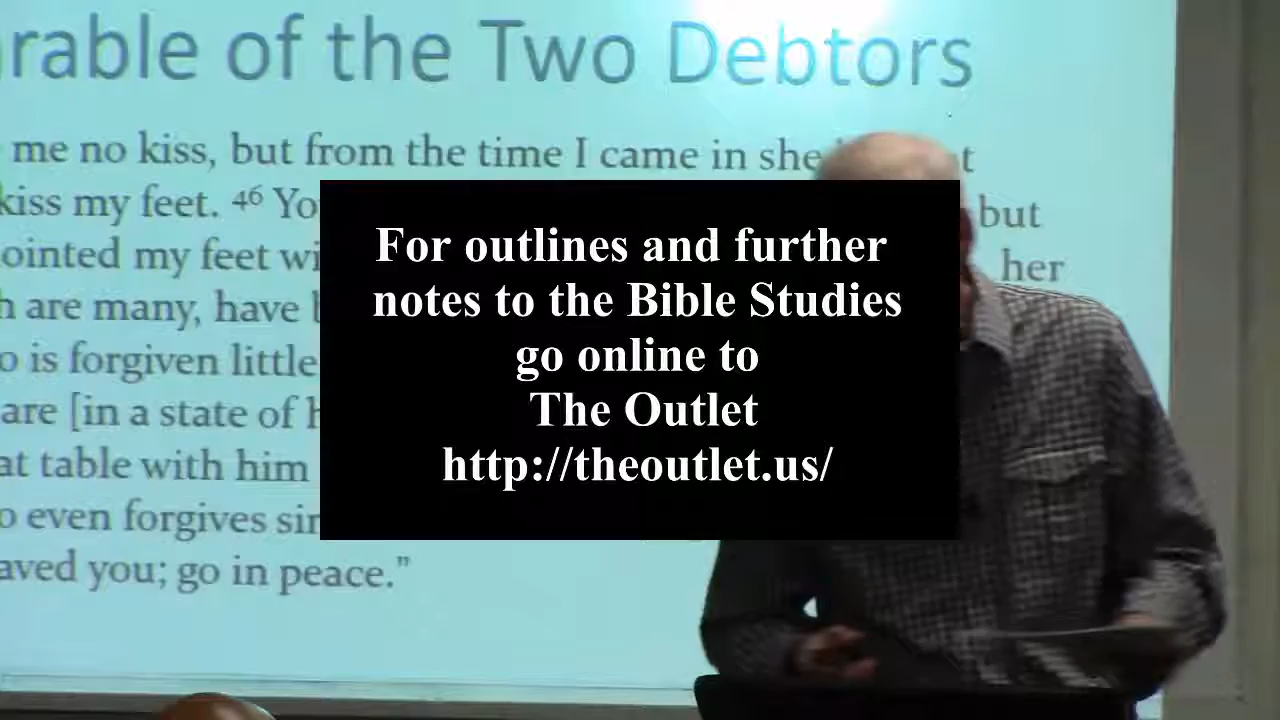 arable of the Two Debtors
me no kiss, but from the time I came in she
kiss my feet. 46 Yo but
ointed my feet wi her
h are many, have
o is forgiven little
are [in a state of
at table with him
o even forgives sin
aved you; go in peace.”
For outlines and further
notes to the Bible Studies
go online to
The Outlet
http://theoutlet.us/